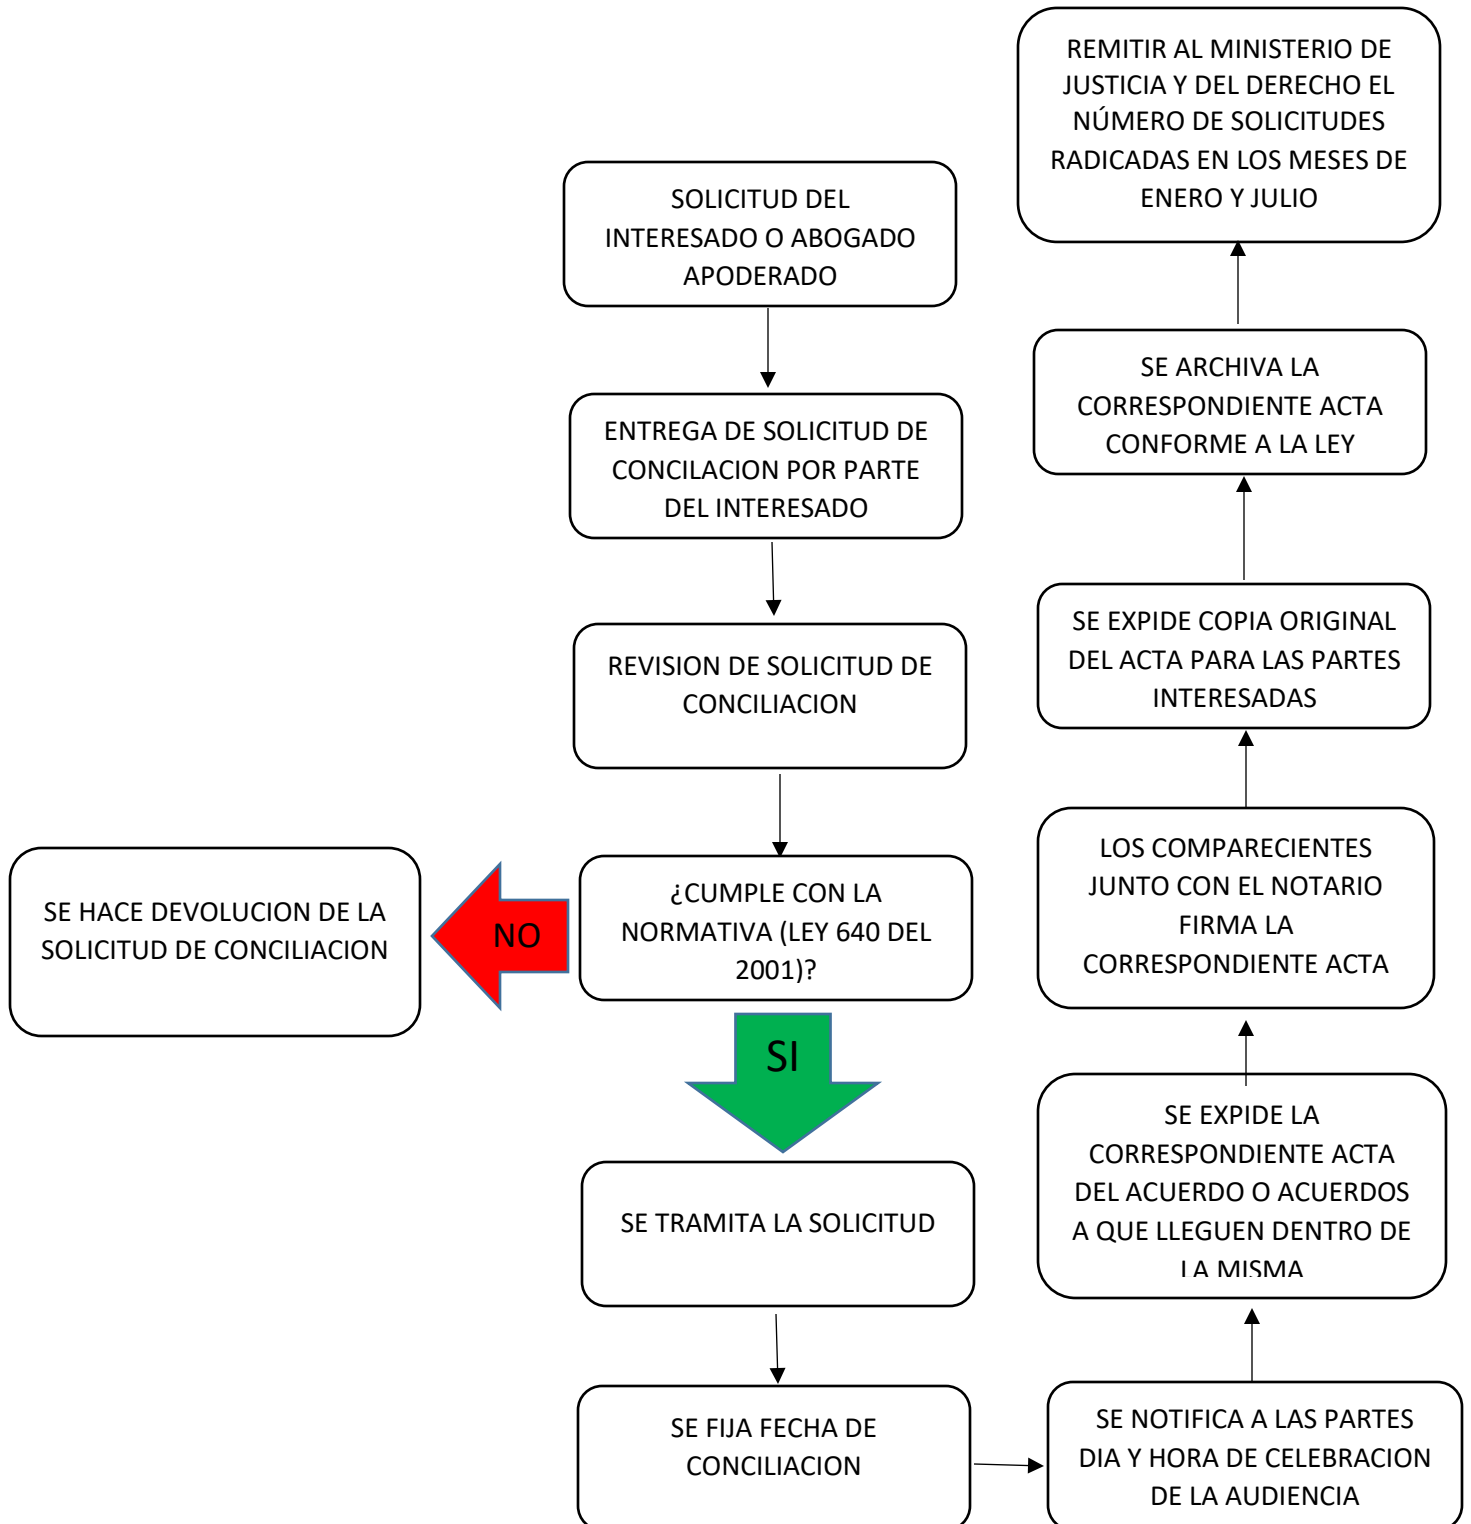 SOLICITUD DEL
INTERESADO O ABOGADO
APODERADO
ENTREGA DE SOLICITUD DE
CONCILACION POR PARTE
DEL INTERESADO
REVISION DE SOLICITUD DE
CONCILIACION
¿CUMPLE CON LA
NORMATIVA (LEY 640 DEL
2001)?
NO
SE HACE DEVOLUCION DE LA
SOLICITUD DE CONCILIACION
SI
SE TRAMITA LA SOLICITUD
SE FIJA FECHA DE
CONCILIACION
SE NOTIFICA A LAS PARTES
DIA Y HORA DE CELEBRACION
DE LA AUDIENCIA
SE EXPIDE LA
CORRESPONDIENTE ACTA
DEL ACUERDO O ACUERDOS
A QUE LLEGUEN DENTRO DE
LA MISMA
LOS COMPARECIENTES
JUNTO CON EL NOTARIO
FIRMA LA
CORRESPONDIENTE ACTA
SE EXPIDE COPIA ORIGINAL
DEL ACTA PARA LAS PARTES
INTERESADAS
SE ARCHIVA LA
CORRESPONDIENTE ACTA
CONFORME A LA LEY
REMITIR AL MINISTERIO DE
JUSTICIA Y DEL DERECHO EL
NÚMERO DE SOLICITUDES
RADICADAS EN LOS MESES DE
ENERO Y JULIO